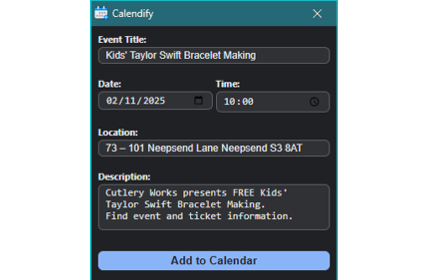 Calendify
Event Title:
Kids' Taylor Swift Bracelet Making
Date:
Time:
02/11/2025
10:00
Location:
73 – 101 Neepsend Lane Neepsend S3 8AT
Description:
Cutlery Works presents FREE Kids'
Taylor Swift Bracelet Making.
Find event and ticket information.
Add to Calendar